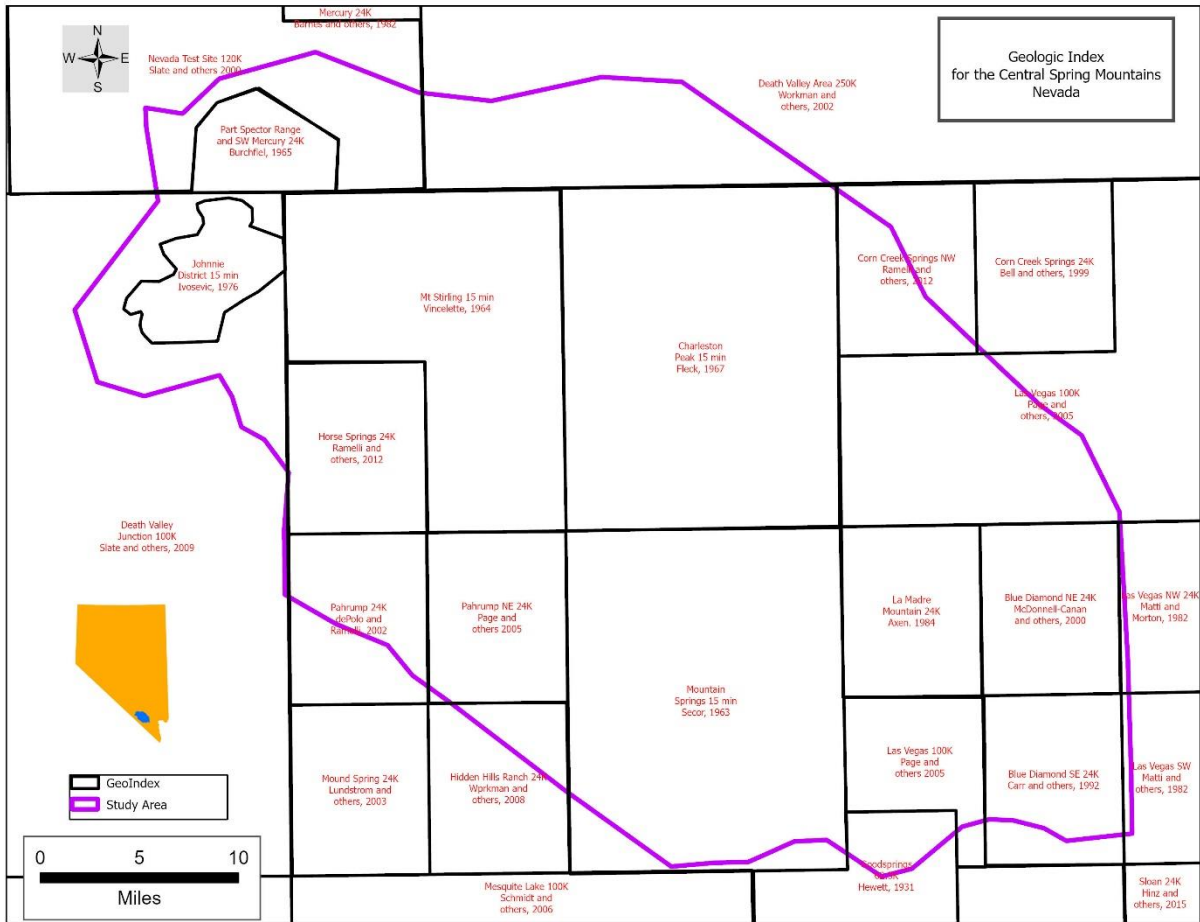 Mercury 24K
Barnes and others, 1982
N
W E
S
Nevada Test Site 120K
Slate and others 2000
Geologic Index
for the Central Spring Mountains
Nevada
Death Valley Area 250K
Workman and
others, 2002
Part Spector Range
and SW Mercury 24K
Burchfiel, 1965
Johnnie
District 15 min
Ivosevic, 1976
Mt Stirling 15 min
Vincelette, 1964
Corn Creek Springs NW
Ramelli and
others, 2012
Corn Creek Springs 24K
Bell and others, 1999
Charleston
Peak 15 min
Fleck, 1967
Las Vegas 100K
Page and
others, 2005
Horse Springs 24K
Ramelli and
others, 2012
Death Valley
Junction 100K
Slate and others, 2009
Pahrump 24K
dePolo and
Ramelli, 2002
Pahrump NE 24K
Page and
others 2005
La Madre
Mountain 24K
Axen. 1984
Blue Diamond NE 24K
McDonnell-Canan
and others, 2000
Las Vegas NW 24K
Matti and
Morton, 1982
Mountain
Springs 15 min
Secor, 1963
Mound Spring 24K
Lundstrom and
others, 2003
Hidden Hills Ranch 24K
Wprkman and
others, 2008
Las Vegas 100K
Page and
others 2005
Blue Diamond SE 24K
Carr and others, 1992
Las Vegas SW
Matti and
others, 1982
GeoIndex
Study Area
0 5 10
Miles
Goodsprings
Hewett, 1931
Mesquite Lake 100K
Schmidt and
others, 2006
Sloan 24K
Hinz and
others, 2015